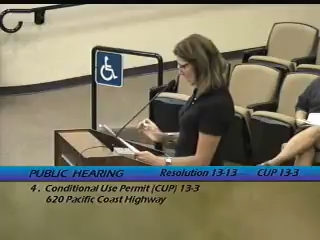 PUBLIC HEARING Resolution 13-13 CUP 13-3
4. Conditional Use Permit (CUP) 13-3
620 Pacific Coast Highway